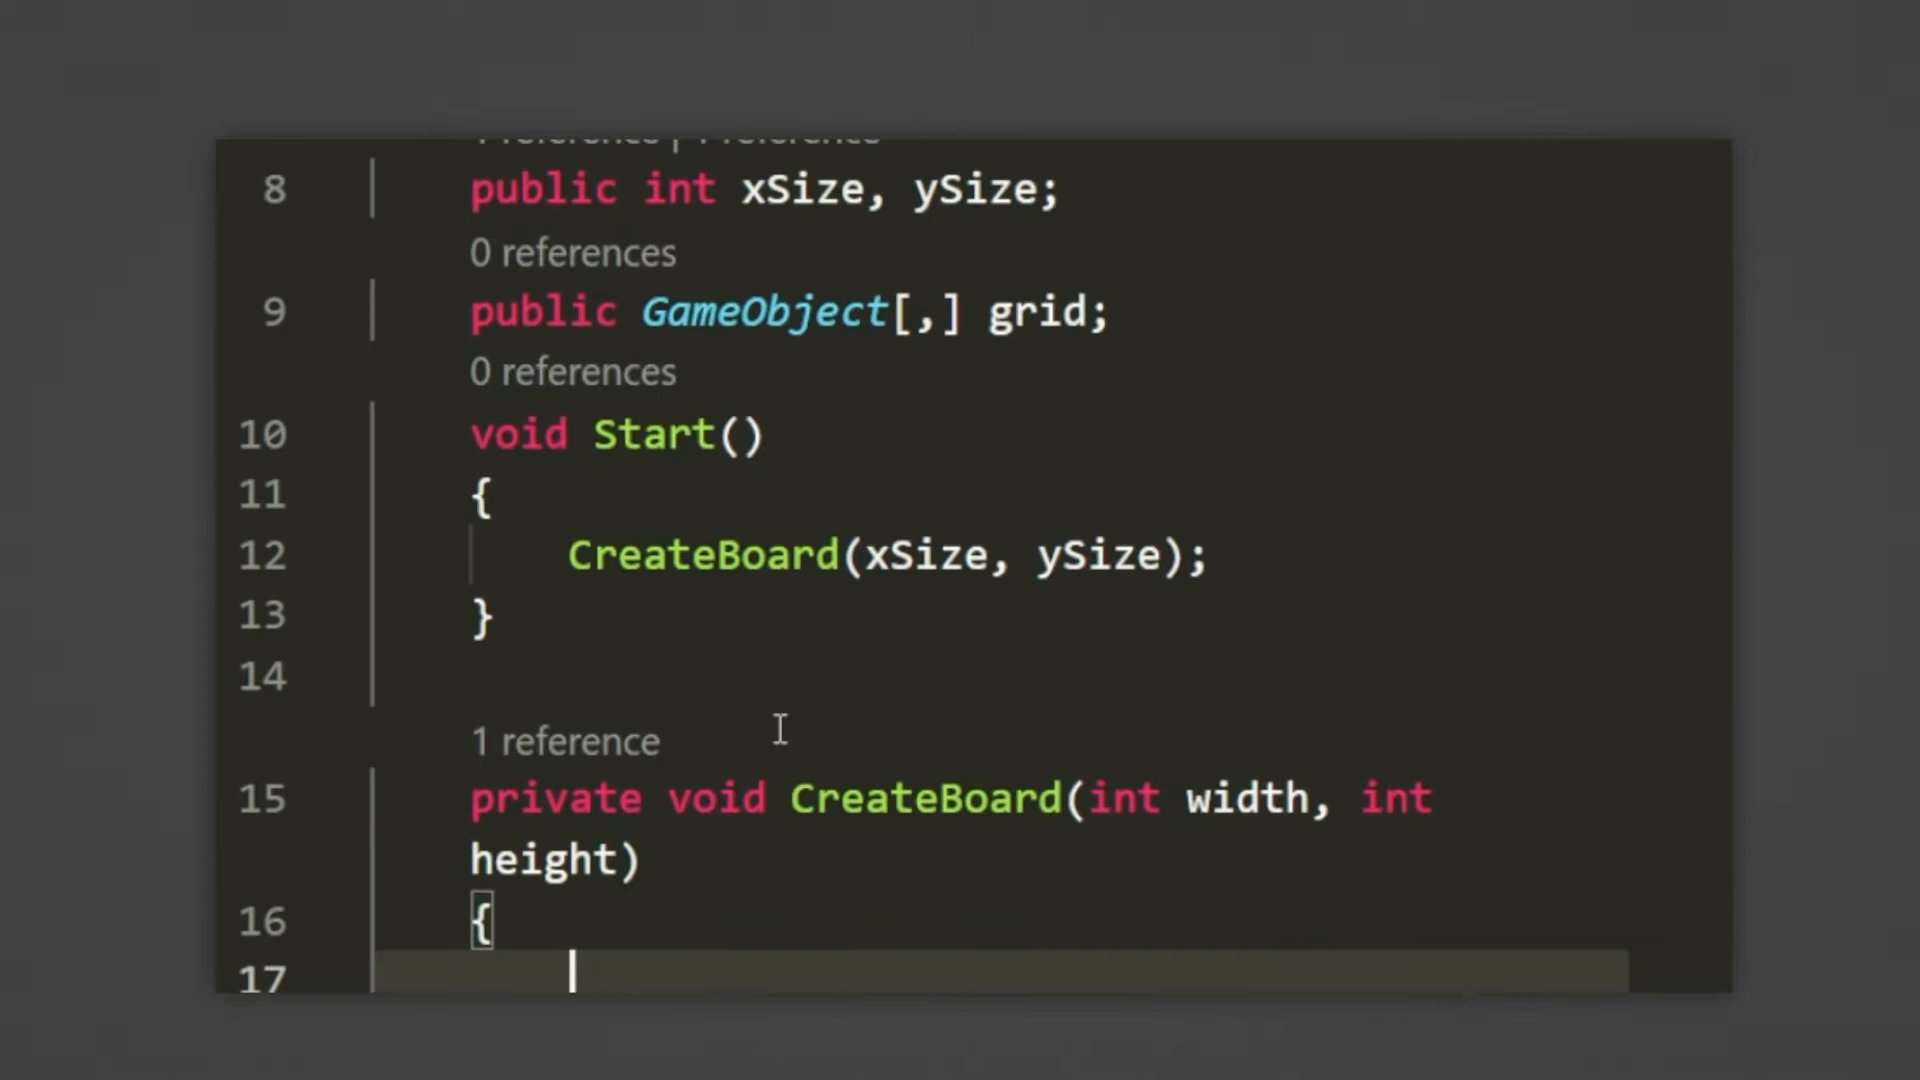 8 public int xSize, ySize;
0 references
9 public GameObject[,] grid;
0 references
10 void Start()
11 {
12 CreateBoard(xSize, ySize);
13 }
14
1 reference
15 private void CreateBoard(int width, int
height)
16 {
17